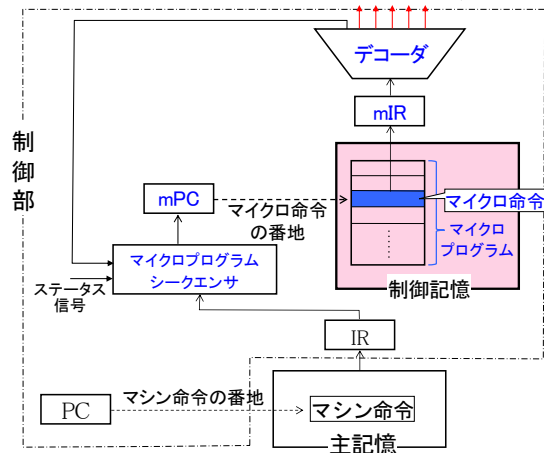 デコーダ
mIR
制
御
部
mPC
マイクロ命令
の番地
マイクロ命令
マイクロ
プログラム
マイクロプログラム
シークエンサ
ステータス
信号
制御記憶
IR
PC
マシン命令の番地
マシン命令
主記憶